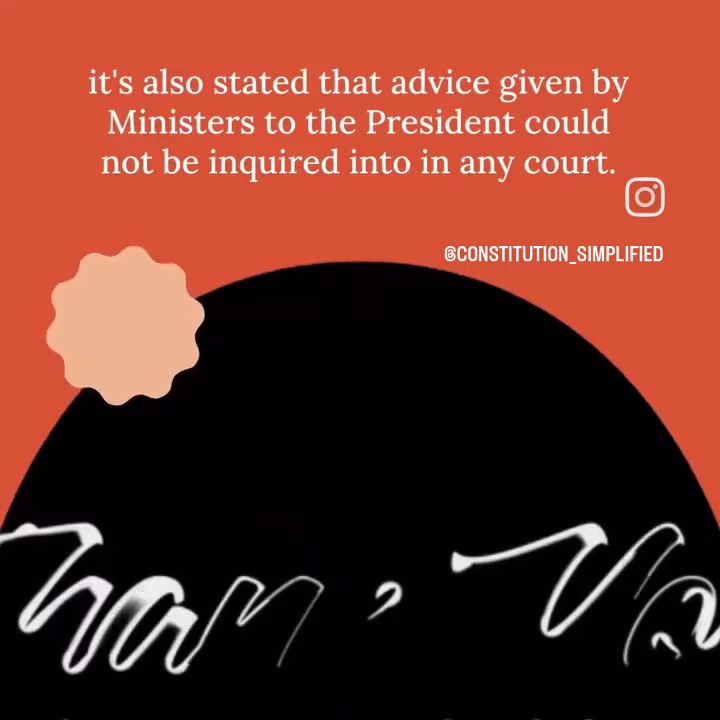 it's also stated that advice given by
Ministers to the President could
not be inquired into in any court.
@CONSTITUTION_SIMPLIFIED